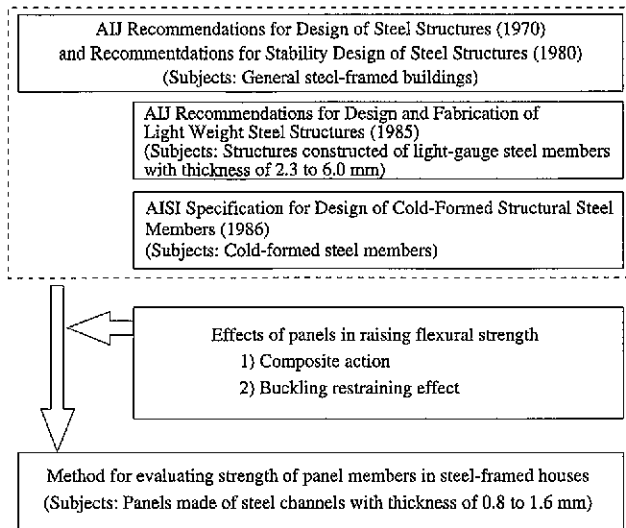 AIJ Recommendations for Design of Steel Structures (1970)
and Recommentdations for Stability Design of Steel Structures (1980)
(Subjects: General steel-framed buildings)
AIJ Recommendations for Design and Fabrication of
Light Weight Steel Structures (1985)
(Subjects: Structures constructed of light-gauge steel members
with thickness of 2.3 to 6.0 mm)
AISI Specification for Design of Cold-Formed Structural Steel
Members (1986)
(Subjects: Cold-formed steel members)
Effects of panels in raising flexural strength
1) Composite action
2) Buckling restraining effect
Method for evaluating strength of panel members in steel-framed houses
(Subjects: Panels made of steel channels with thickness of 0.8 to 1.6 mm)